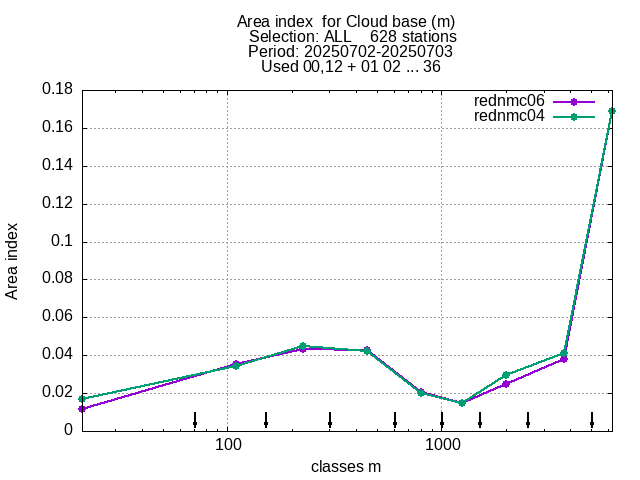 Area index  for Cloud base (m)
Selection: ALL    628 stations
Period: 20250702-20250703
Used 00,12 + 01 02 ... 36
rednmc06
rednmc04
0.18
0.16
0.14
0.12
0.1
0.08
0.06
0.04
0.02
0
Area index
100
1000
classes m